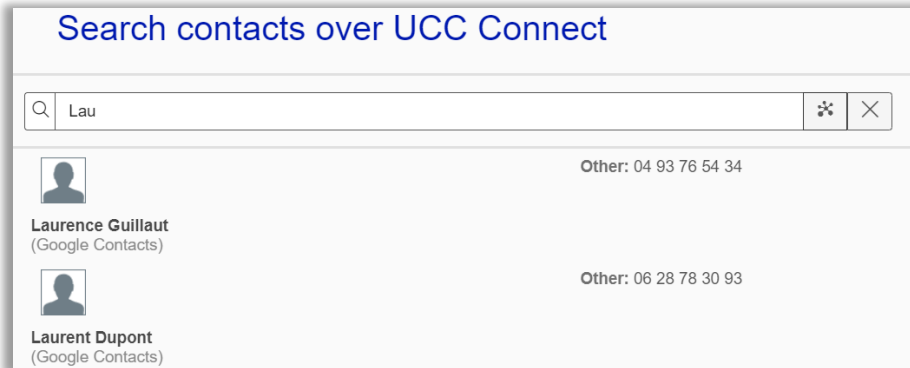 Search contacts over UCC Connect
Lau
Other: 04 93 76 54 34
Laurence Guillaut
(Google Contacts)
Other: 06 28 78 30 93
Laurent Dupont
(Google Contacts)